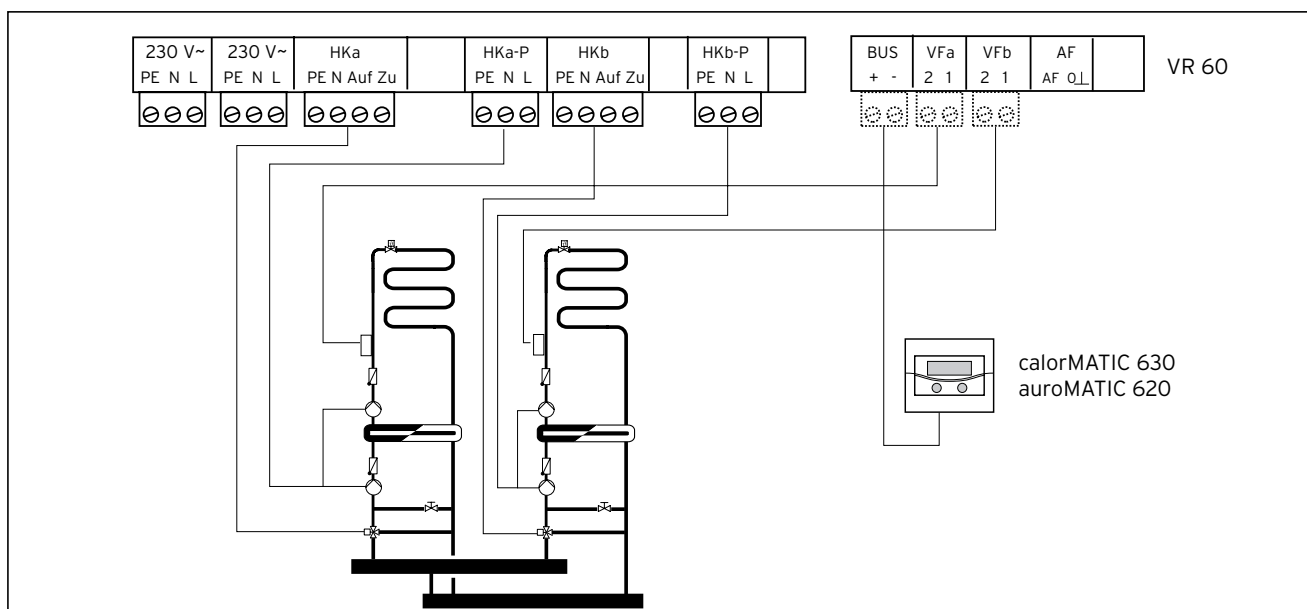 230 V~ 230 V~ HKa HKa-P HKb HKb-P BUS VFa VFb AF
PE N L PE N L PE N Auf Zu PE N L PE N Auf Zu PE N L + - 2 1 2 1 AF 0
VR 60
calorMATIC 630
auroMATIC 620